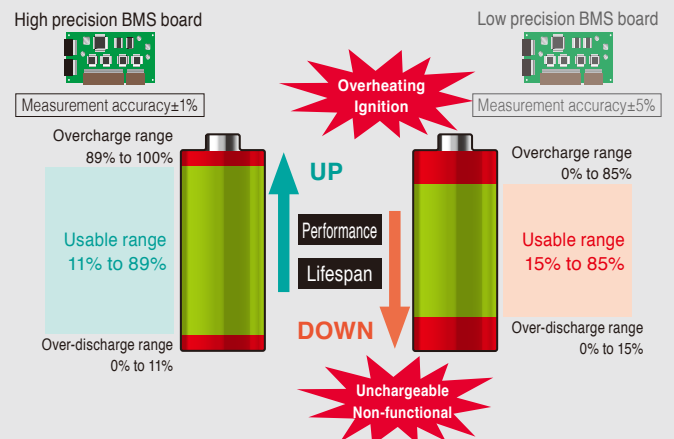 High precision BMS board
Measurement accuracy±1%
Overcharge range
89% to 100%
Usable range
11% to 89%
Over-discharge range
0% to 11%
Overheating
Ignition
UP
Performance
Lifespan
DOWN
Unchargeable
Non-functional
Low precision BMS board
Measurement accuracy±5%
Overcharge range
0% to 85%
Usable range
15% to 85%
Over-discharge range
0% to 15%